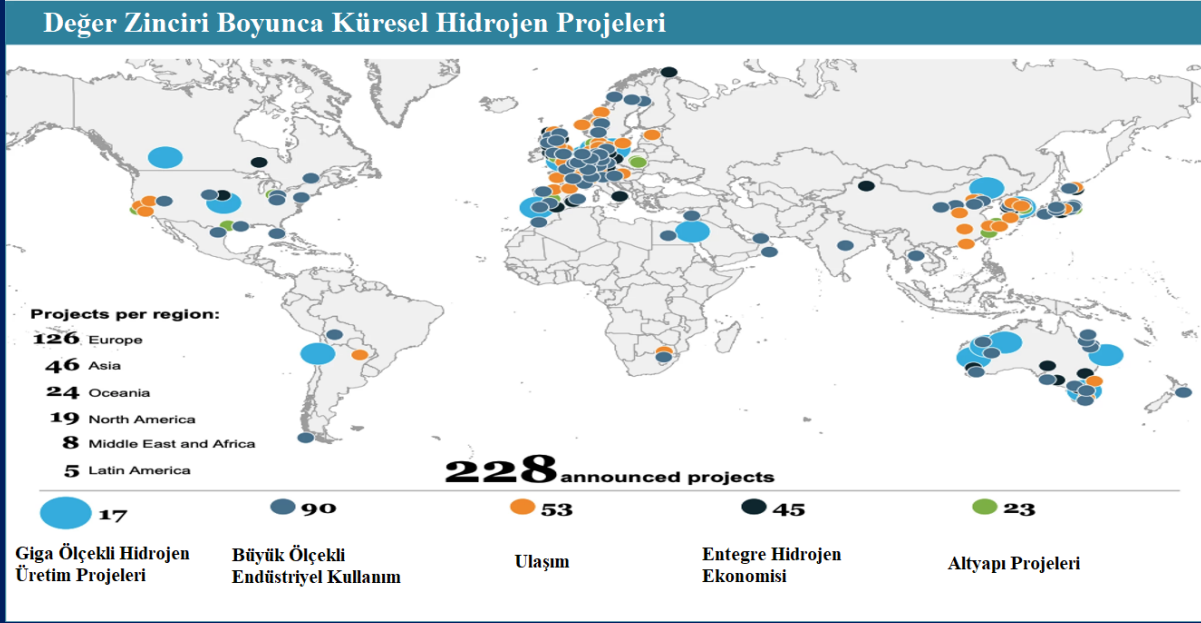 Değer Zinciri Boyunca Küresel Hidrojen Projeleri
Projects per region:
126 Europe
46 Asia
24 Oceania
19 North America
8 Middle East and Africa
5 Latin America
228 announced projects
17
90
53
45
23
Giga Ölçekli Hidrojen
Üretim Projeleri
Büyük Ölçekli
Endüstriyel Kullanım
Ulaşım
Entegre Hidrojen
Ekonomisi
Altyapı Projeleri